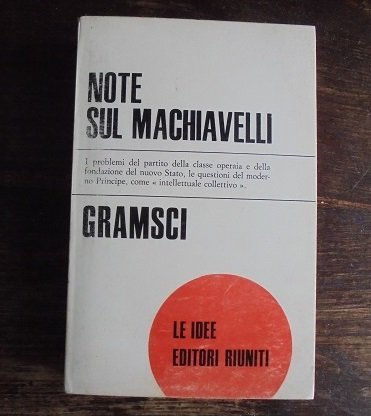 NOTE
SUL MACHIAVELLI
I problemi del partito della classe operaia e della
fondazione del nuovo Stato, le questioni del moder-
no Principe, come « intellettuale collettivo ».
GRAMSCI
LE IDEE
EDITORI RIUNITI